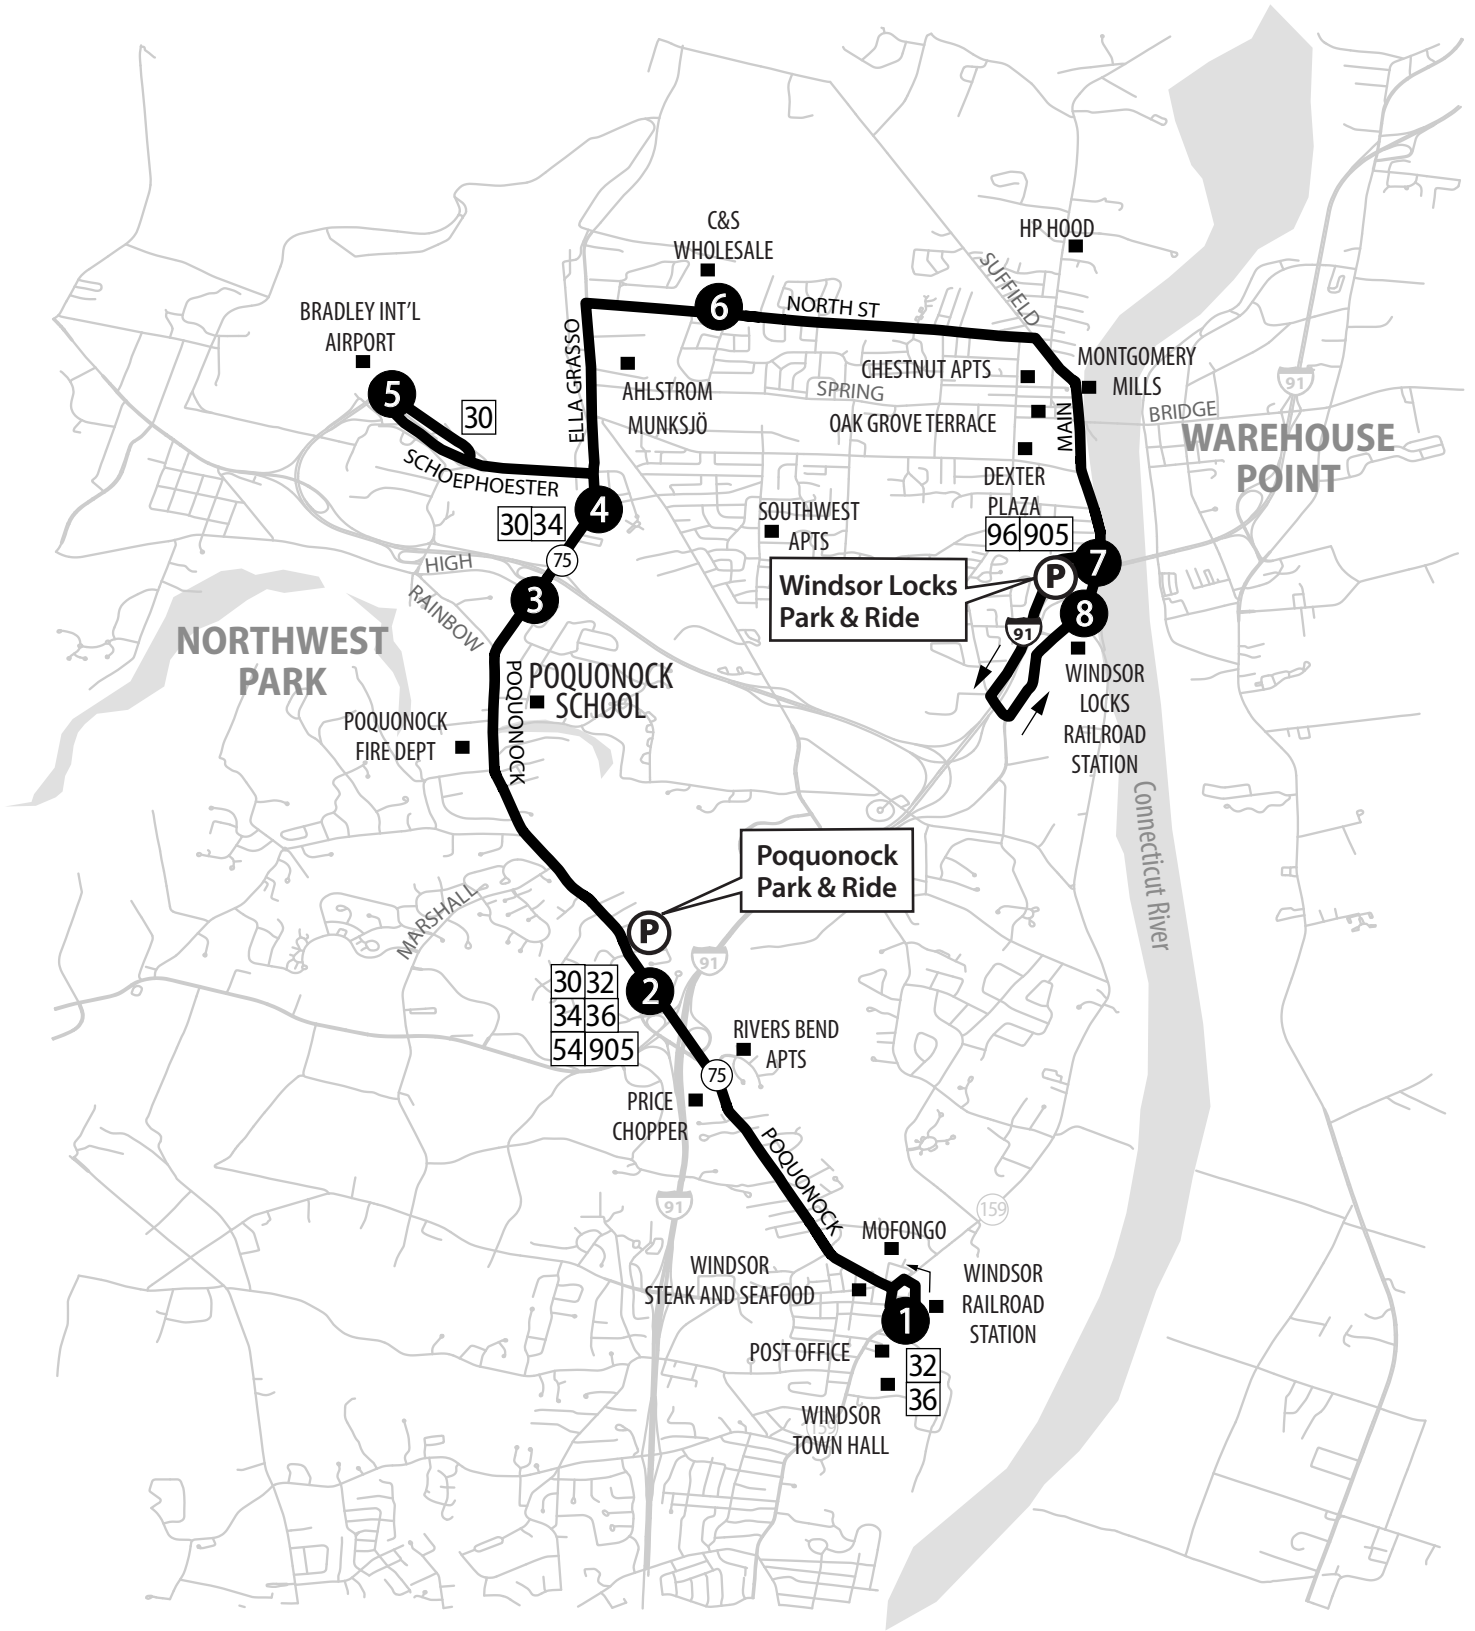 C&S
WHOLESALE
HP HOOD
SUFFIELD
6
NORTH ST
BRADLEY INT'L
AIRPORT
5
30
SCHOEPHOESTER
ELLA GRASSO
AHLSTROM
MUNKSJÖ
SPRING
CHESTNUT APTS
MONTGOMERY
MILLS
OAK GROVE TERRACE
MAIN
BRIDGE
91
WAREHOUSE
POINT
DEXTER
PLAZA
96 905
SOUTHWEST
APTS
4
30 34
75
HIGH
RAINBOW
3
Windsor Locks
Park & Ride
P
7
8
91
WINDSOR
LOCKS
RAILROAD
STATION
NORTHWEST
PARK
POQUONOCK
POQUONOCK
SCHOOL
POQUONOCK
FIRE DEPT
Connecticut River
Poquonock
Park & Ride
P
MARSHALL
91
30 32
34 36
54 905
2
RIVERS BEND
APTS
75
PRICE
CHOPPER
POQUONOCK
91
159
MOFONGO
WINDSOR
STEAK AND SEAFOOD
WINDSOR
RAILROAD
STATION
1
POST OFFICE
32
36
WINDSOR
TOWN HALL
159